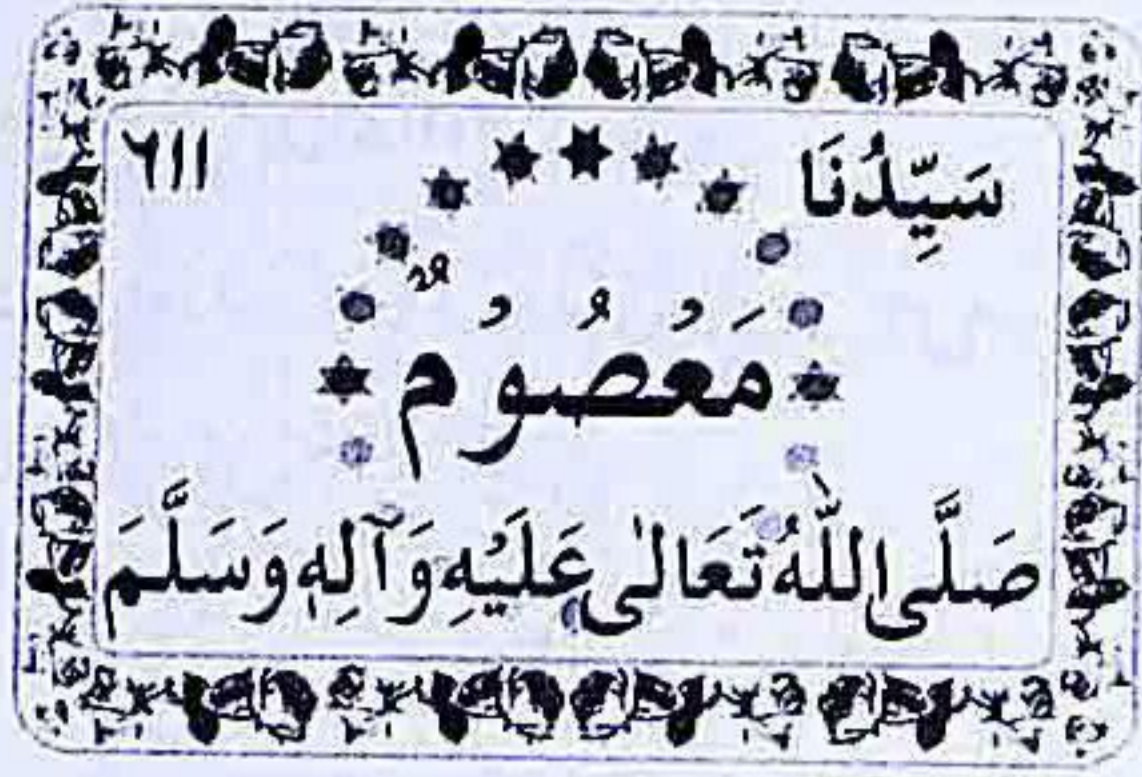 سَيِّدُنَا ٦١١
مَعْصُوْمٌ
صَلَّى اللّٰهُ تَعَالٰى عَلَيْهِ وَآلِهٖ وَسَلَّمَ